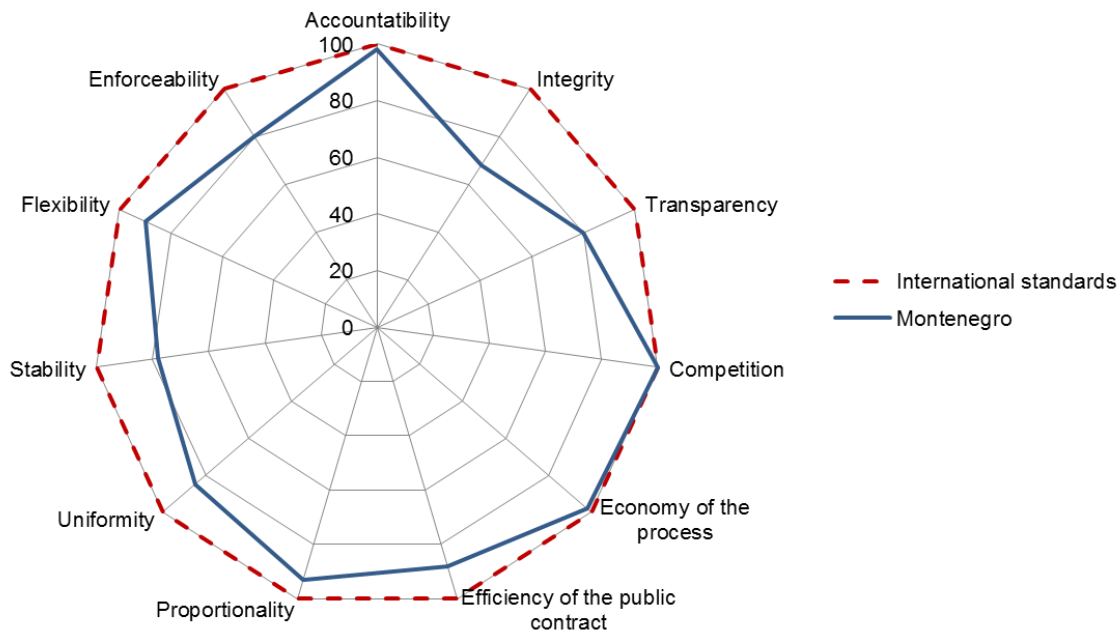 Accountatibility
100
80
60
40
20
0
Integrity
Transparency
Competition
Economy of the
process
Efficiency of the public
contract
Proportionality
Uniformity
Stability
Flexibility
Enforceability
International standards
Montenegro